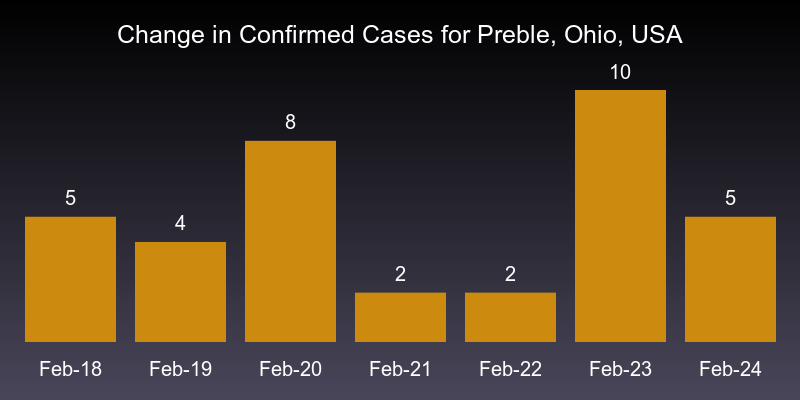 Change in Confirmed Cases for Preble, Ohio, USA
5
4
8
2
2
10
5
Feb-18
Feb-19
Feb-20
Feb-21
Feb-22
Feb-23
Feb-24